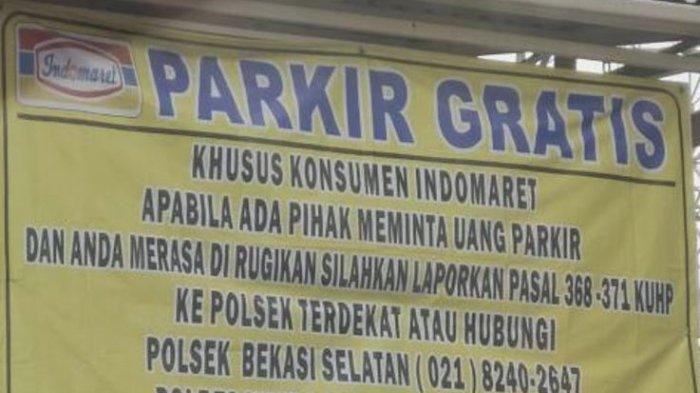 Indomaret
PARKIR GRATIS
KHUSUS KONSUMEN INDOMARET
APABILA ADA PIHAK MEMINTA UANG PARKIR
DAN ANDA MERASA DI RUGIKAN SILAHKAN LAPORKAN PASAL 368-371 KUHP
KE POLSEK TERDEKAT ATAU HUBUNGI
POLSEK BEKASI SELATAN ( 021 ) 8240-2647